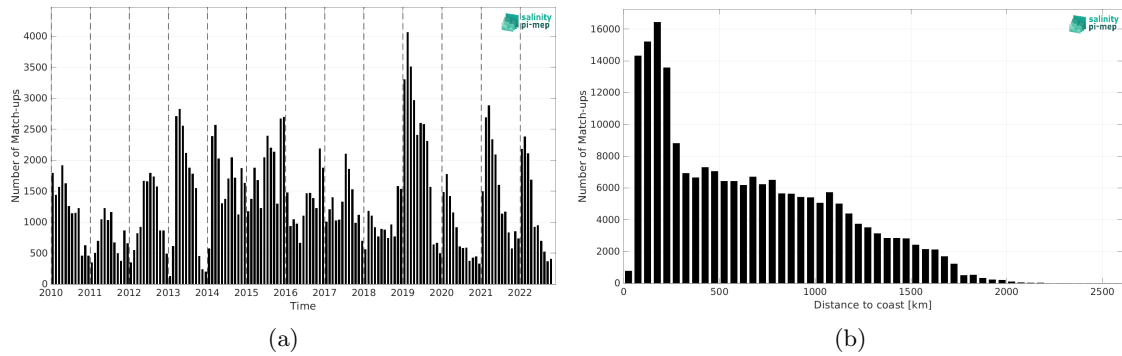 salinity
pi-mep
4000
3500
3000
2500
2000
1500
1000
500
0
Number of Match-ups
2010 2011 2012 2013 2014 2015 2016 2017 2018 2019 2020 2021 2022
Time
(a)
salinity
pi-mep
16000
14000
12000
10000
8000
6000
4000
2000
0
Number of Match-ups
0 500 1000 1500 2000 2500
Distance to coast [km]
(b)